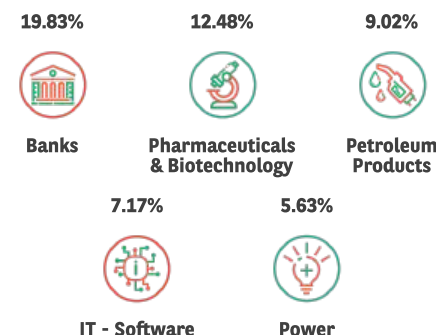 19.83%
12.48%
9.02%
Banks
Pharmaceuticals
& Biotechnology
Petroleum
Products
7.17%
5.63%
i
IT - Software
Power